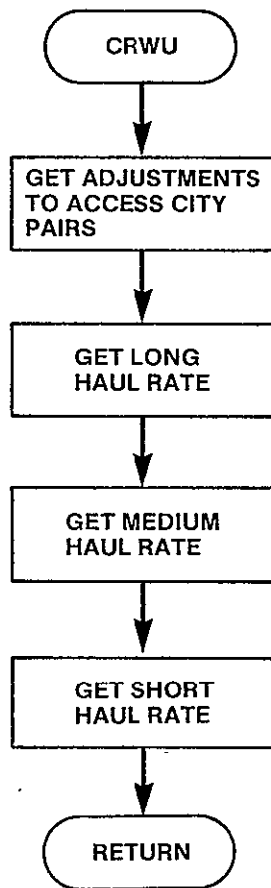 CRWU
GET ADJUSTMENTS
TO ACCESS CITY
PAIRS
GET LONG
HAUL RATE
GET MEDIUM
HAUL RATE
GET SHORT
HAUL RATE
RETURN